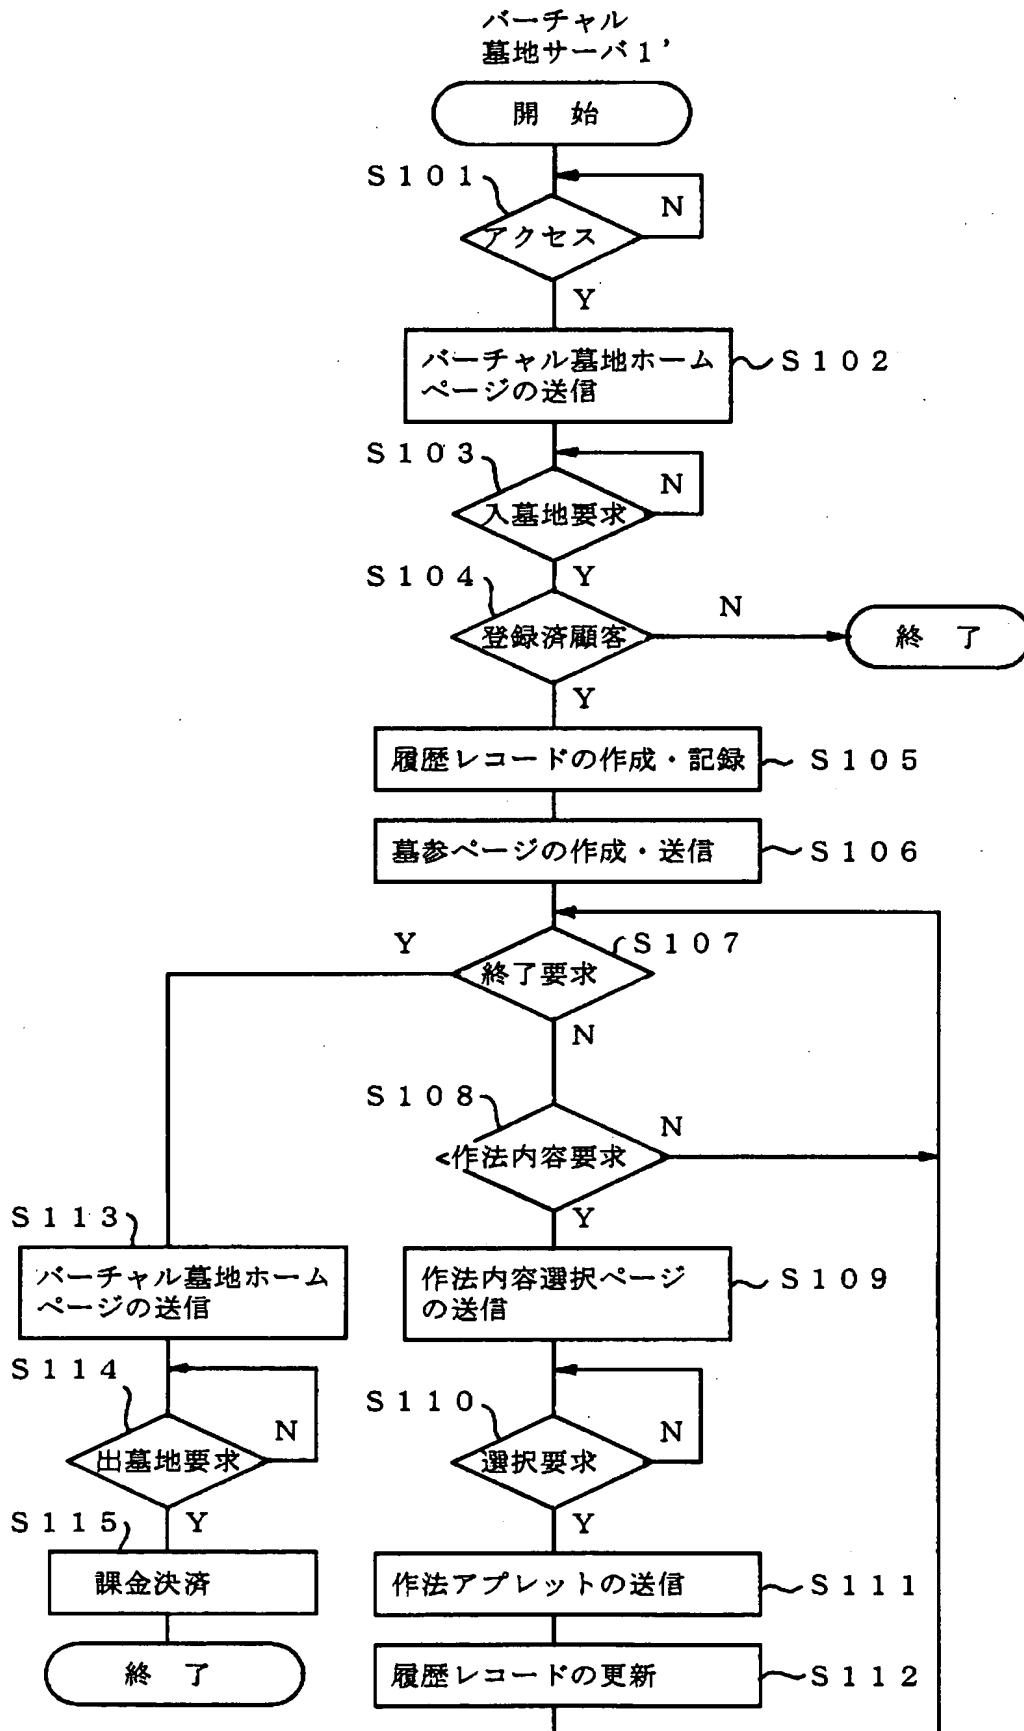 バーチャル
墓地サーバ１’
開　始
Ｓ１０１
Ｎ
アクセス
Ｙ
バーチャル墓地ホーム
ページの送信
Ｓ１０２
Ｓ１０３
Ｎ
入墓地要求
Ｙ
Ｓ１０４
Ｎ
登録済顧客
終　了
Ｙ
履歴レコードの作成・記録
Ｓ１０５
墓参ページの作成・送信
Ｓ１０６
Ｙ
Ｓ１０７
終了要求
Ｎ
Ｓ１０８
Ｎ
作法内容要求
Ｙ
Ｓ１１３
バーチャル墓地ホーム
ページの送信
作法内容選択ページ
の送信
Ｓ１０９
Ｓ１１４
Ｎ
出墓地要求
Ｙ
Ｓ１１０
Ｎ
選択要求
Ｙ
Ｓ１１５
課金決済
作法アプレットの送信
Ｓ１１１
終　了
履歴レコードの更新
Ｓ１１２